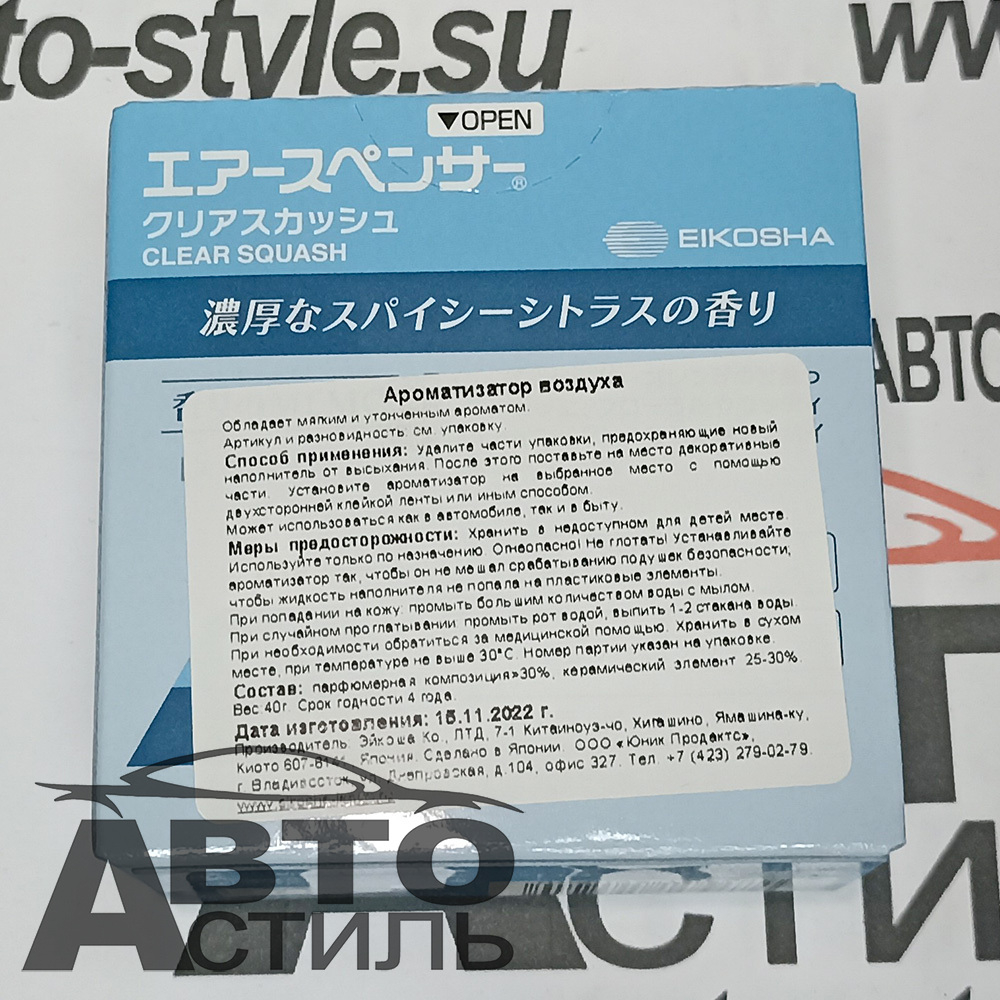 to-style.su
ww
▼OPEN
エアースペンサー®
クリアスカッシュ
CLEAR SQUASH
EIKOSHA
濃厚なスパイシーシトラスの香り
АВТО
Ароматизатор воздуха
Обладает мягким и утонченным ароматом.
Артикул и разновидность: см. упаковку.
Способ применения: Удалите части упаковки, предохраняющие новый
наполнитель от высыхания. После этого поставьте на место декоративные
части. Установите ароматизатор на выбранное место с помощью
двухсторонней клейкой ленты или иным способом.
Может использоваться как в автомобиле, так и в быту.
Меры предосторожности: Хранить в недоступном для детей месте.
Используйте только по назначению. Огнеопасно! Не глотать! Устанавливайте
ароматизатор так, чтобы он не мешал срабатыванию подушек безопасности;
чтобы жидкость наполнителя не попала на пластиковые элементы.
При попадании на кожу: промыть большим количеством воды с мылом.
При случайном проглатывании: промыть рот водой, выпить 1-2 стакана воды.
При необходимости обратиться за медицинской помощью. Хранить в сухом
месте, при температуре не выше 30°С. Номер партии указан на упаковке.
Состав: парфюмерная композиция»30%, керамический элемент 25-30%.
Вес:40г. Срок годности 4 года.
Дата изготовления: 15.11.2022 г.
Производитель: Эйкоша Ко., ЛТД, 7-1 Китаиноуэ-чо, Хигашино, Ямашина-ку,
Киото 607-8141, Япония. Сделано в Японии. ООО «Юник Продактс»,
г. Владивосток, ул. Днепровская, д.104, офис 327. Тел. +7 (423) 279-02-79.
АВТО
СТИЛЬ
СТИ